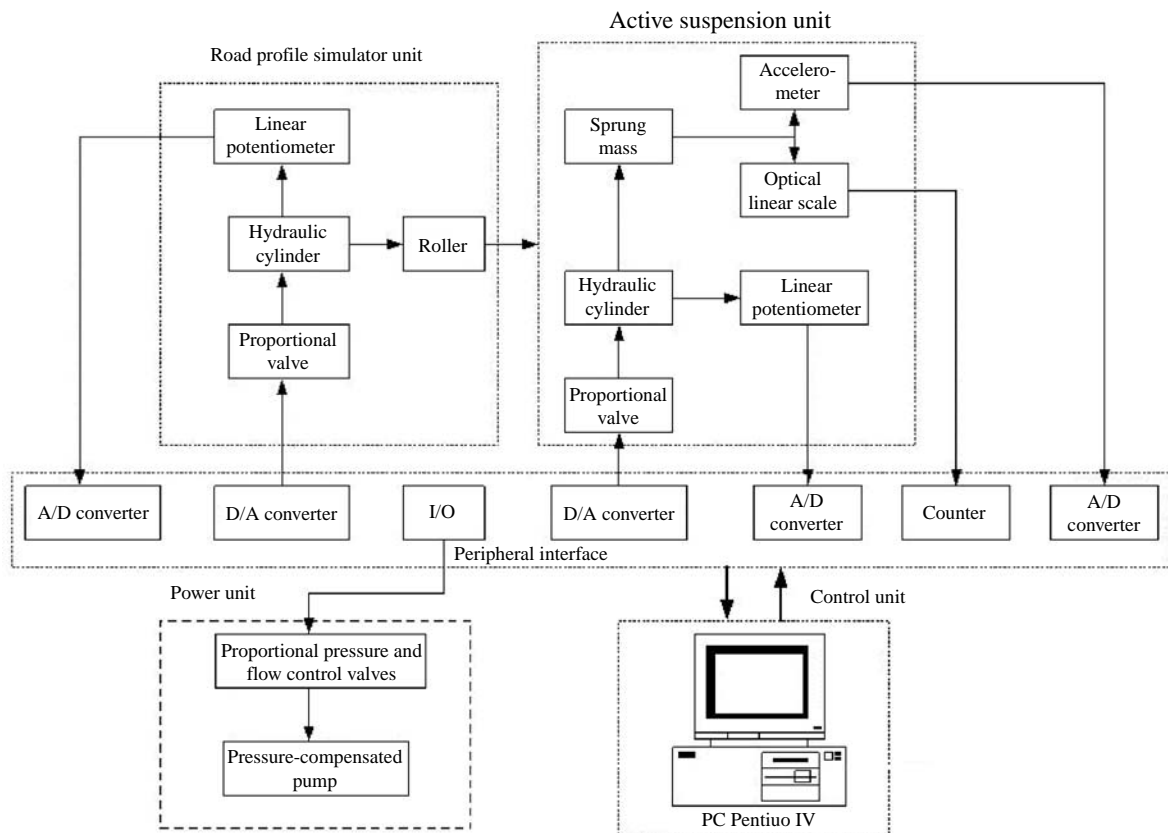 Active suspension unit
Road profile simulator unit
Accelero-
meter
Linear
potentiometer
Sprung
mass
Optical
linear scale
Hydraulic
cylinder
Roller
Hydraulic
cylinder
Linear
potentiometer
Proportional
valve
Proportional
valve
A/D converter
D/A converter
I/O
D/A converter
A/D
converter
Counter
A/D
converter
Peripheral interface
Power unit
Control unit
Proportional pressure and
flow control valves
Pressure-compensated
pump
PC Pentiuo IV